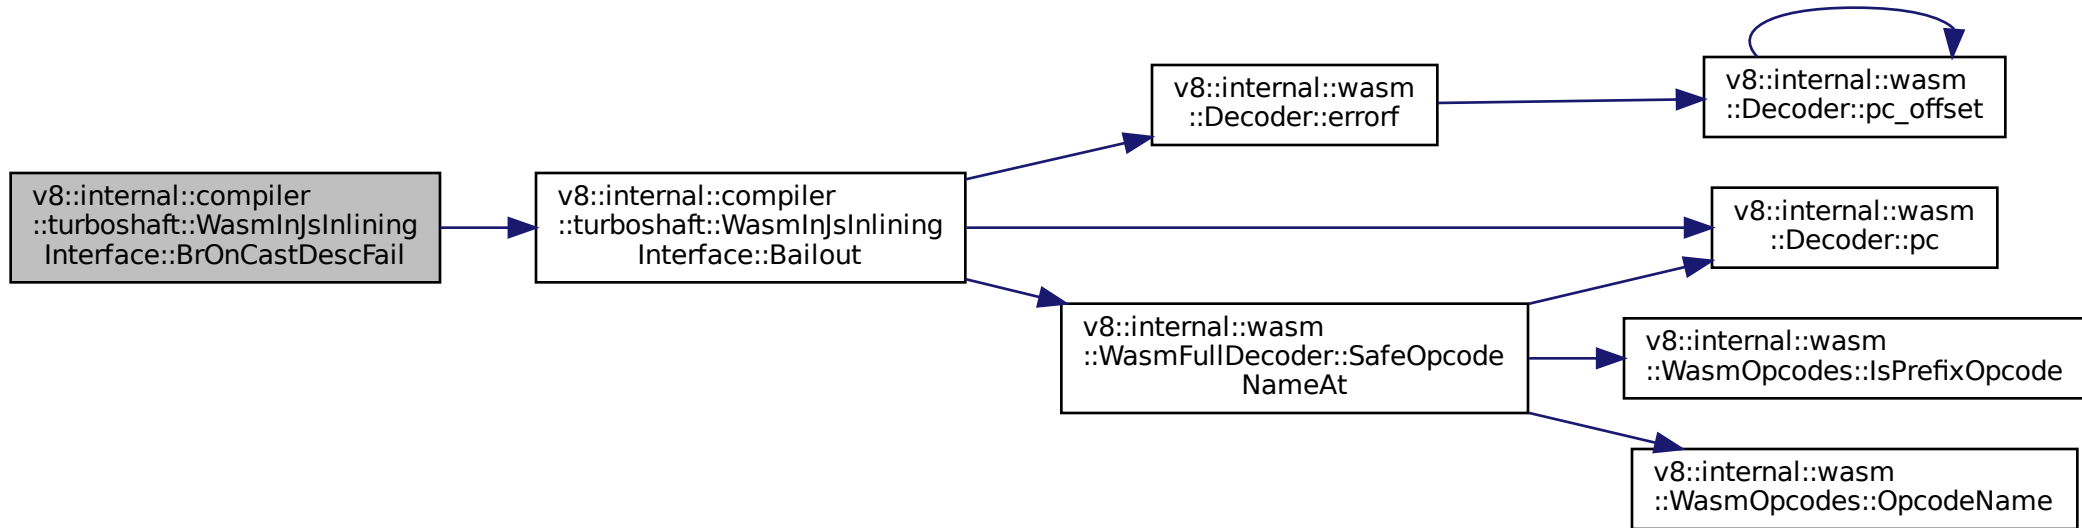 v8::internal::compiler
::turboshaft::WasmInJsInlining
Interface::BrOnCastDescFail
v8::internal::compiler
::turboshaft::WasmInJsInlining
Interface::Bailout
v8::internal::wasm
::Decoder::errorf
v8::internal::wasm
::Decoder::pc_offset
v8::internal::wasm
::Decoder::pc
v8::internal::wasm
::WasmFullDecoder::SafeOpcode
NameAt
v8::internal::wasm
::WasmOpcodes::IsPrefixOpcode
v8::internal::wasm
::WasmOpcodes::OpcodeName